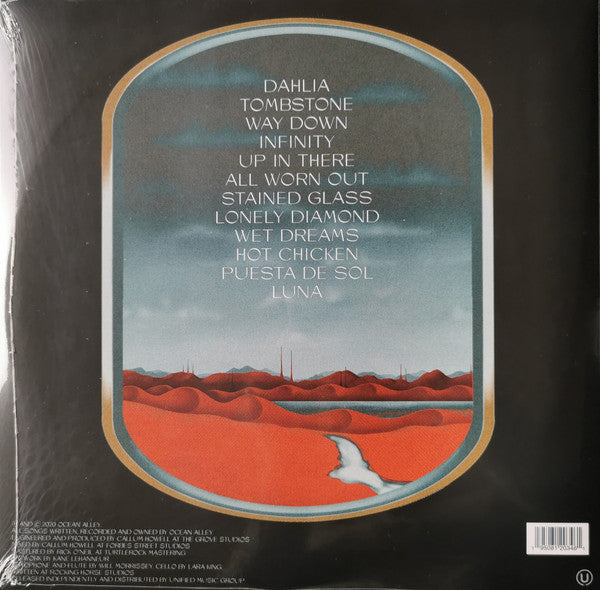 DAHLIA
TOMBSTONE
WAY DOWN
INFINITY
UP IN THERE
ALL WORN OUT
STAINED GLASS
LONELY DIAMOND
WET DREAMS
HOT CHICKEN
PUESTA DE SOL
LUNA
AND © 2020 OCEAN ALLEY.
ALL SONGS WRITTEN, RECORDED AND OWNED BY OCEAN ALLEY
ENGINEERED AND PRODUCED BY CALLUM HOWELL AT THE GROVE STUDIOS
BY CALLUM HOWELL AT FORBES STREET STUDIOS
MASTERED BY RICK O'NEIL AT TURTLEROCK MASTERING
ARTWORK BY KANE LEHANNEUR
AND FLUTE BY WILL MORRISSEY. CELLO BY LARA KING.
WRITTEN AT ROCKING HORSE STUDIOS
RELEASED INDEPENDENTLY AND DISTRIBUTED BY UNIFIED MUSIC GROUP
U